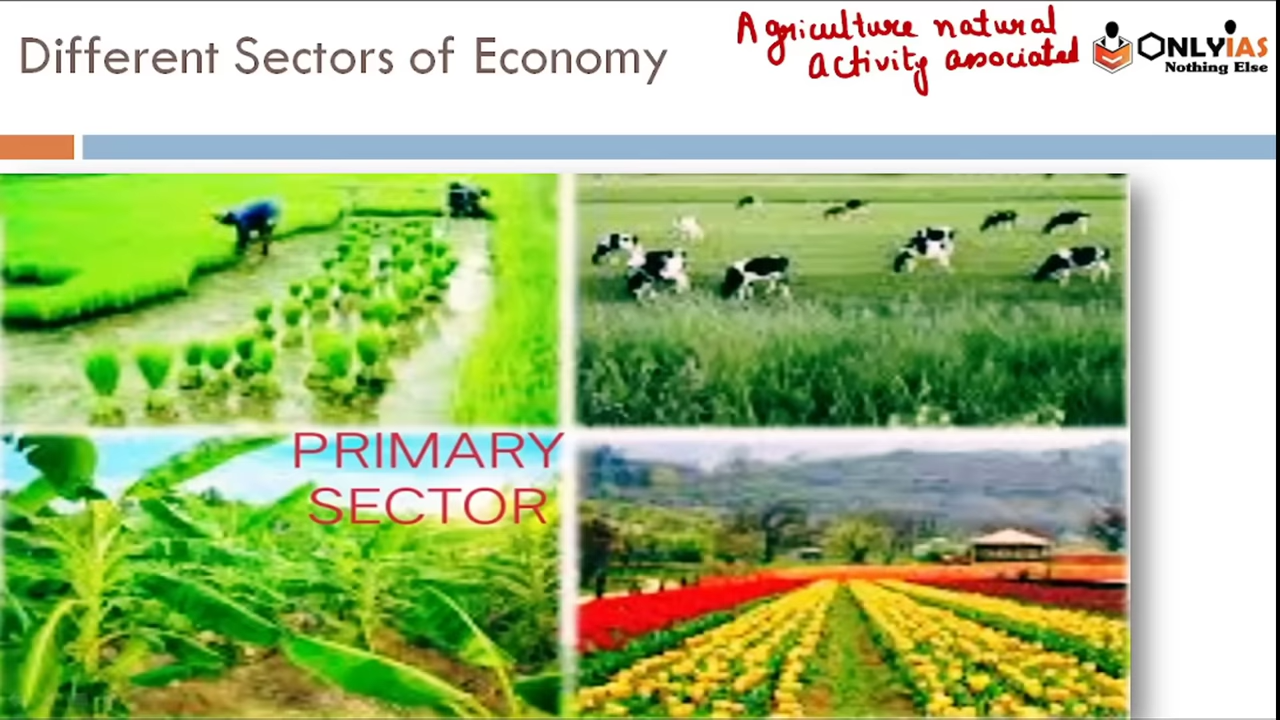 Different Sectors of Economy
Agriculture natural
activity associated
ONLYIAS
Nothing Else
PRIMARY
SECTOR